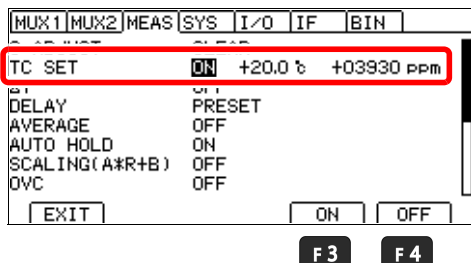 MUX1 MUX2 MEAS SYS I/O IF BIN
TC SET ON +20.0 ℃ +03930 ppm
DELAY PRESET
AVERAGE OFF
AUTO HOLD ON
SCALING(A*R+B) OFF
OVC OFF
EXIT ON OFF
F3 F4